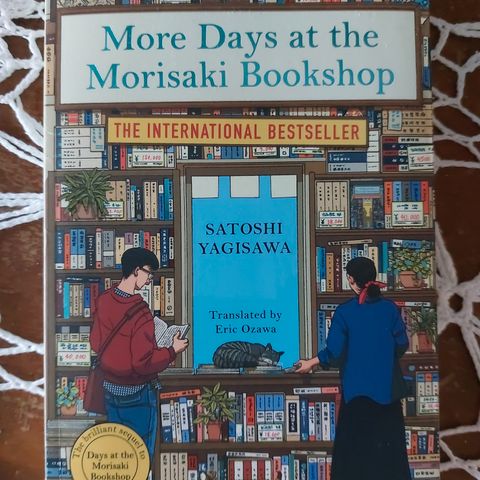 More Days at the
Morisaki Bookshop
THE INTERNATIONAL BESTSELLER
SATOSHI
YAGISAWA
Translated by
Eric Ozawa
The brilliant sequel to
Days at the
Morisaki
Bookshop